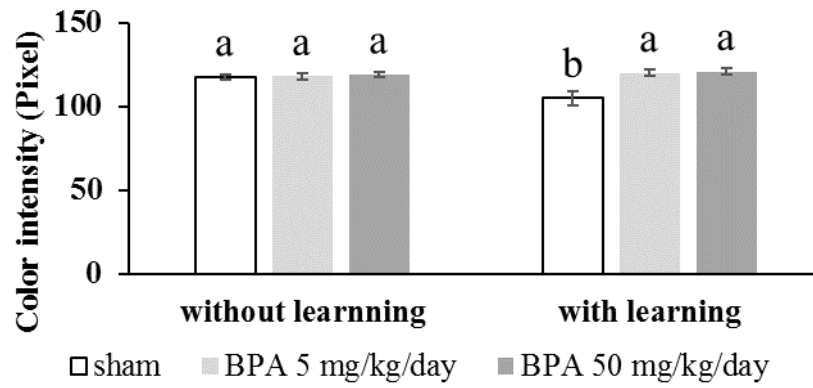 Color intensity (Pixel)
150
100
50
0
a a a b a a
without learnning with learning
sham BPA 5 mg/kg/day BPA 50 mg/kg/day